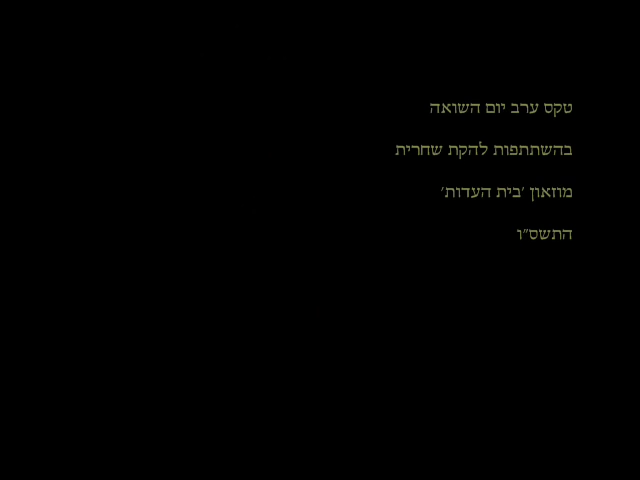 טקס ערב יום השואה
בהשתתפות להקת שחרית
מוזאון 'בית העדות'
התשס"ו